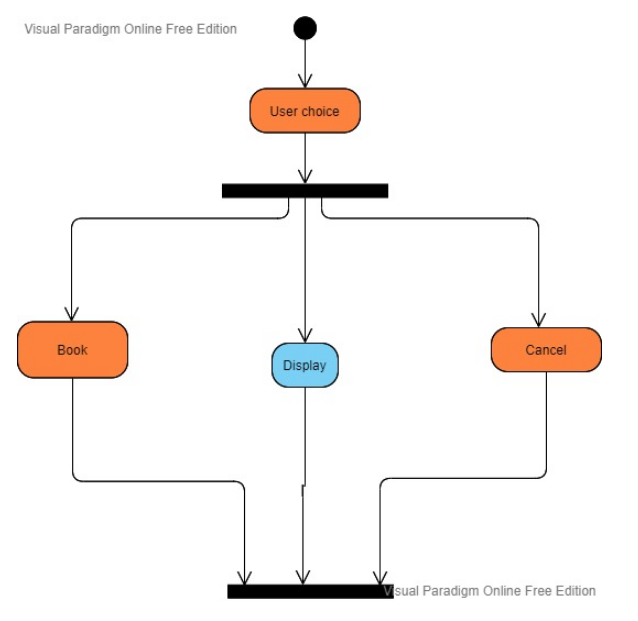 Visual Paradigm Online Free Edition
User choice
Book
Display
Cancel
Visual Paradigm Online Free Edition